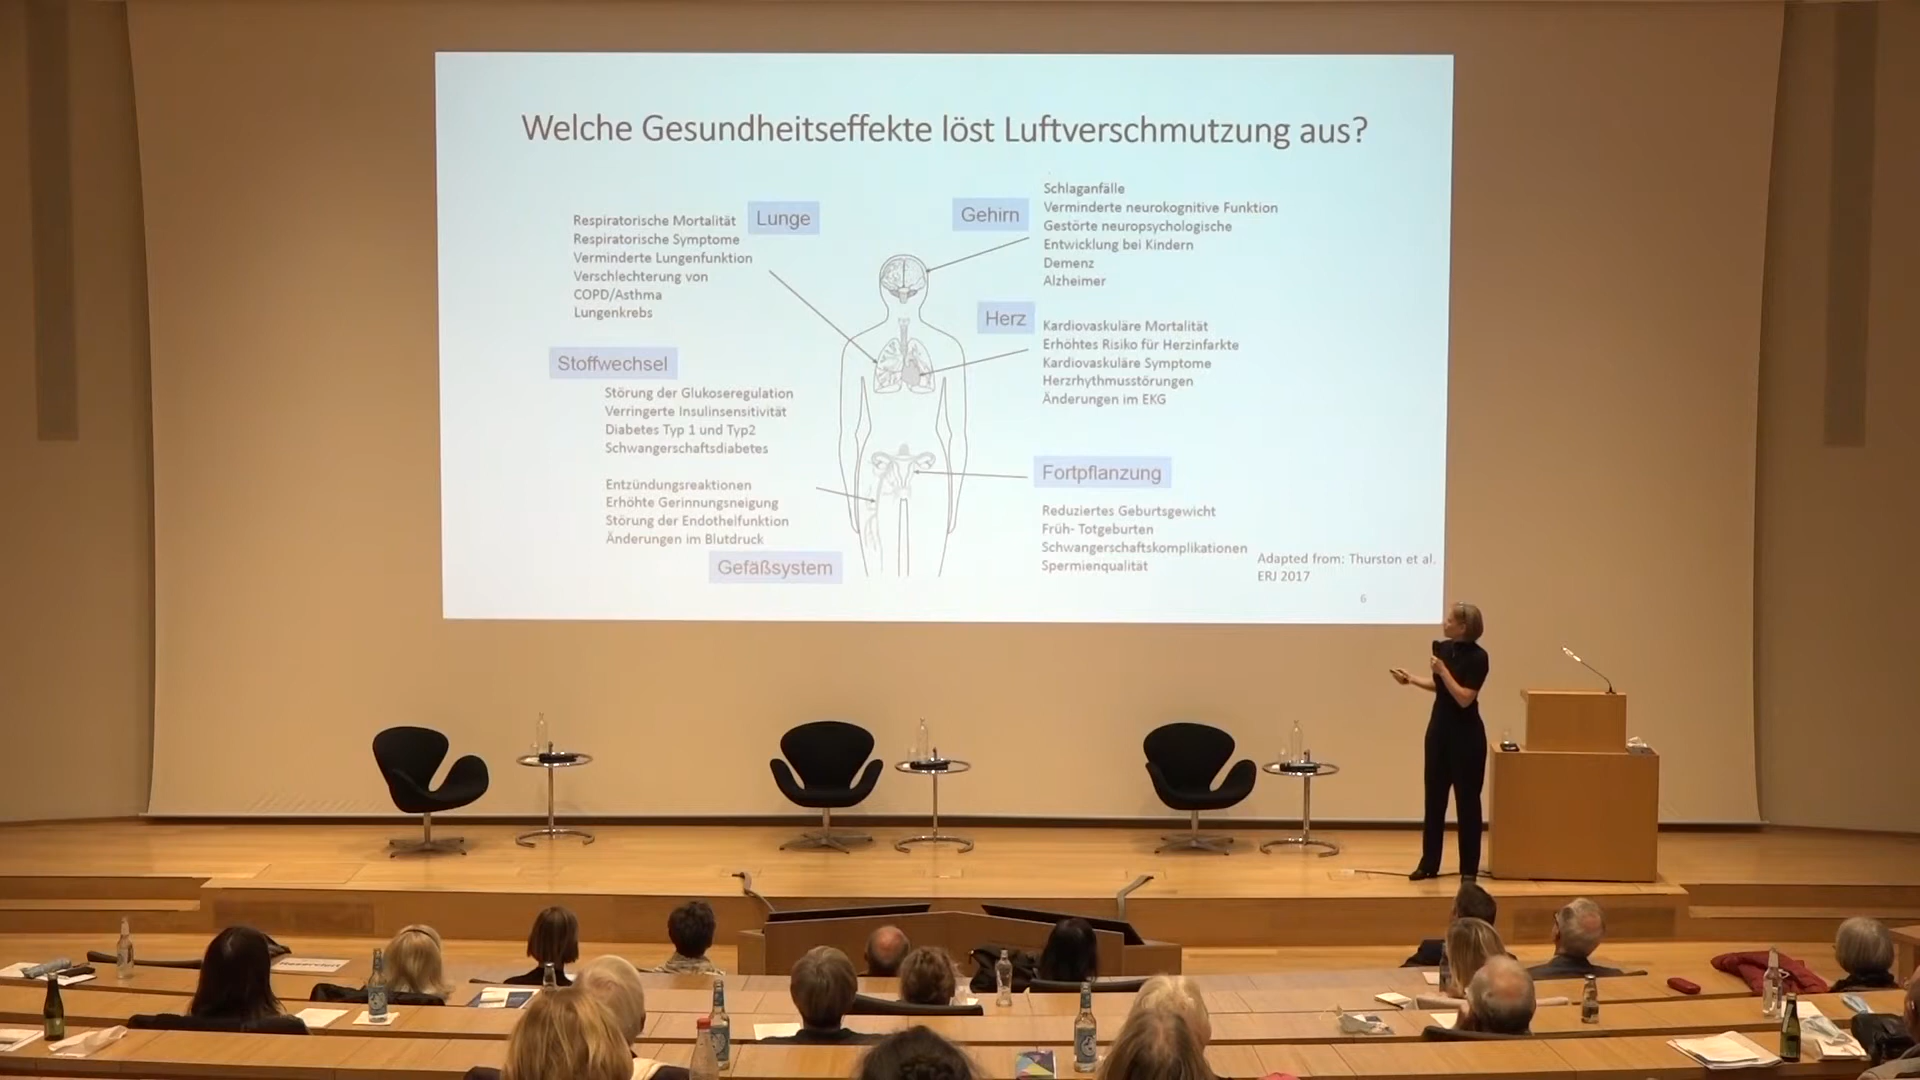 Welche Gesundheitseffekte löst Luftverschmutzung aus?
Lunge
Respiratorische Mortalität
Respiratorische Symptome
Verminderte Lungenfunktion
Verschlechterung von
COPD/Asthma
Lungenkrebs
Gehirn
Schlaganfälle
Verminderte neurokognitive Funktion
Gestörte neuropsychologische
Entwicklung bei Kindern
Demenz
Alzheimer
Herz
Kardiovaskuläre Mortalität
Erhöhtes Risiko für Herzinfarkte
Kardiovaskuläre Symptome
Herzrhythmusstörungen
Änderungen im EKG
Stoffwechsel
Störung der Glukoseregulation
Verringerte Insulinsensitivität
Diabetes Typ 1 und Typ2
Schwangerschaftsdiabetes
Entzündungsreaktionen
Erhöhte Gerinnungsneigung
Störung der Endothelfunktion
Änderungen im Blutdruck
Gefäßsystem
Fortpflanzung
Reduziertes Geburtsgewicht
Früh- Totgeburten
Schwangerschaftskomplikationen
Spermienqualität
Adapted from: Thurston et al.
ERJ 2017
6